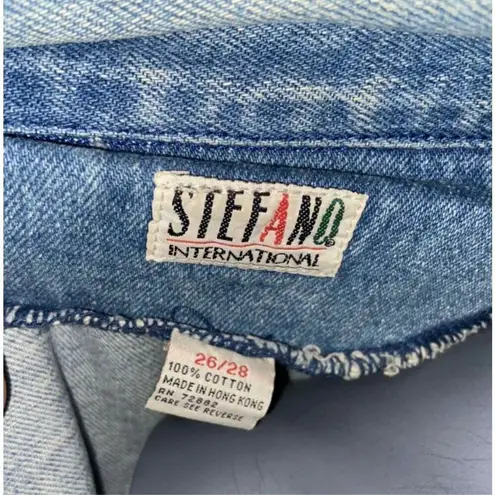 STEFANO
INTERNATIONAL
26/28
100% COTTON
MADE IN HONG KONG
RN 72882
CARE SEE REVERSE